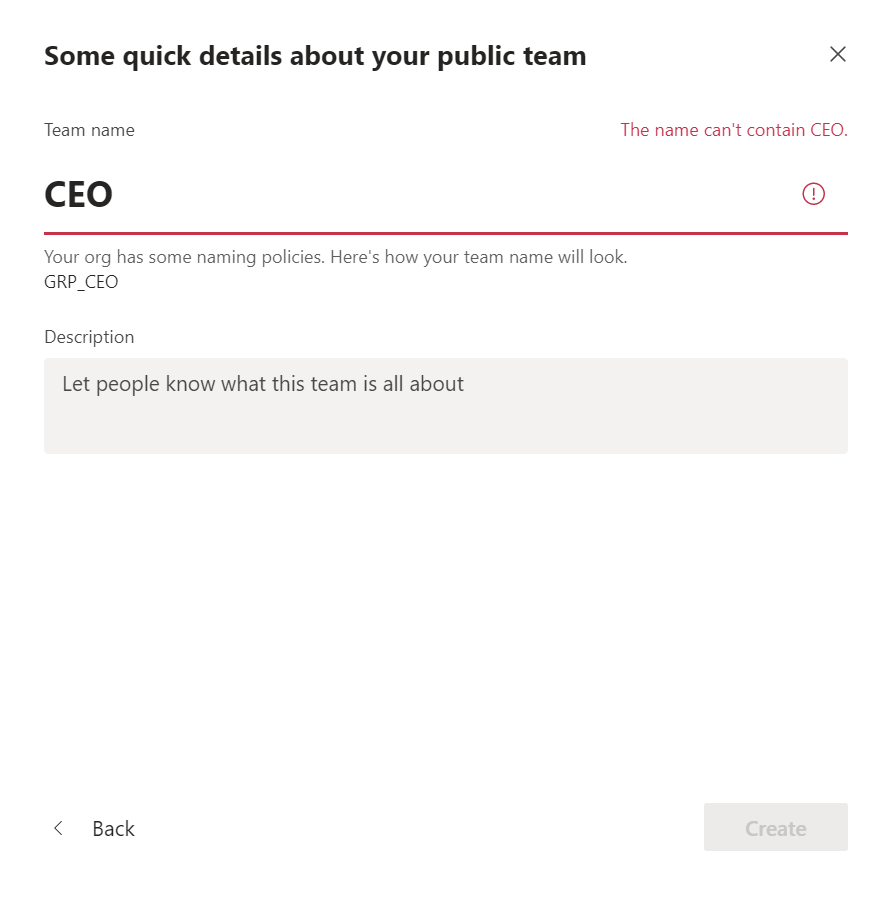 Some quick details about your public team
Team name
The name can't contain CEO.
CEO
Your org has some naming policies. Here's how your team name will look.
GRP_CEO
Description
Let people know what this team is all about
Back
Create